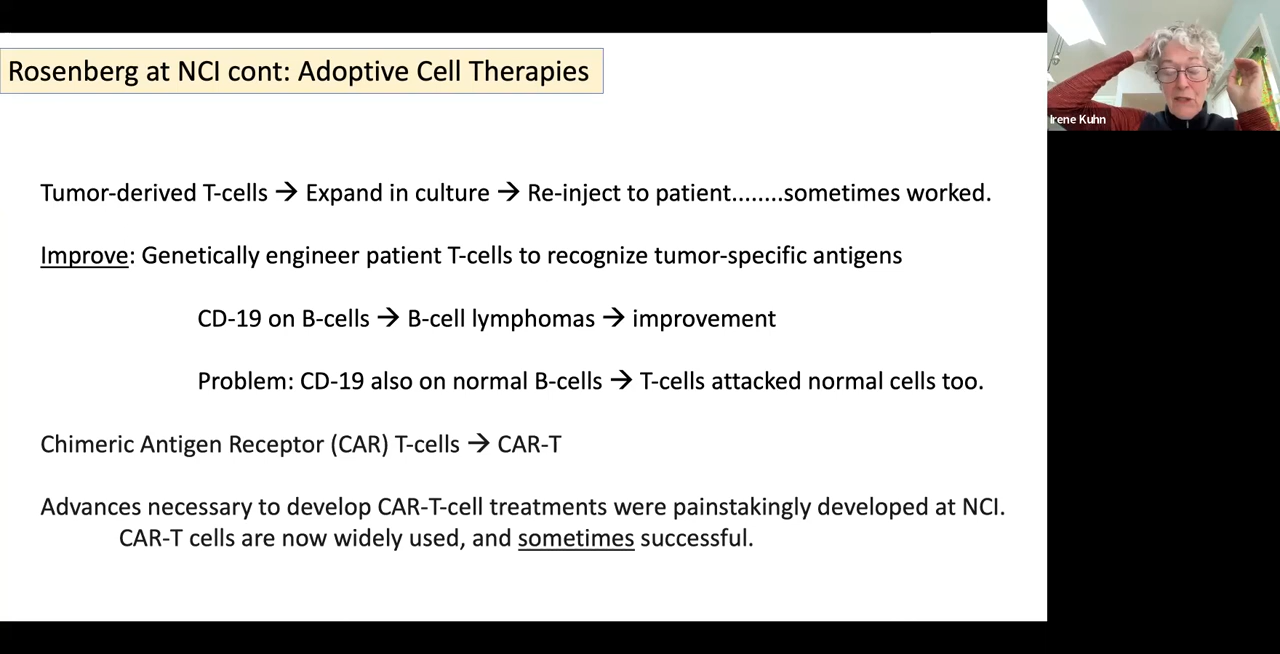 Rosenberg at NCI cont: Adoptive Cell Therapies
Irene Kuhn
Tumor-derived T-cells → Expand in culture → Re-inject to patient........sometimes worked.
Improve: Genetically engineer patient T-cells to recognize tumor-specific antigens
CD-19 on B-cells → B-cell lymphomas → improvement
Problem: CD-19 also on normal B-cells → T-cells attacked normal cells too.
Chimeric Antigen Receptor (CAR) T-cells → CAR-T
Advances necessary to develop CAR-T-cell treatments were painstakingly developed at NCI.
CAR-T cells are now widely used, and sometimes successful.